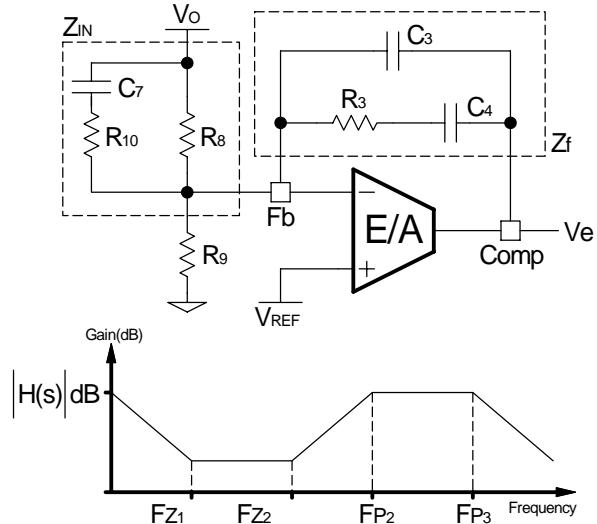 ZIN
VO
C3
C7
R3
C4
R10
R8
Zf
Fb
E/A
Ve
R9
Comp
VREF
Gain(dB)
|H(s)|dB
FZ1
FZ2
FP2
FP3
Frequency